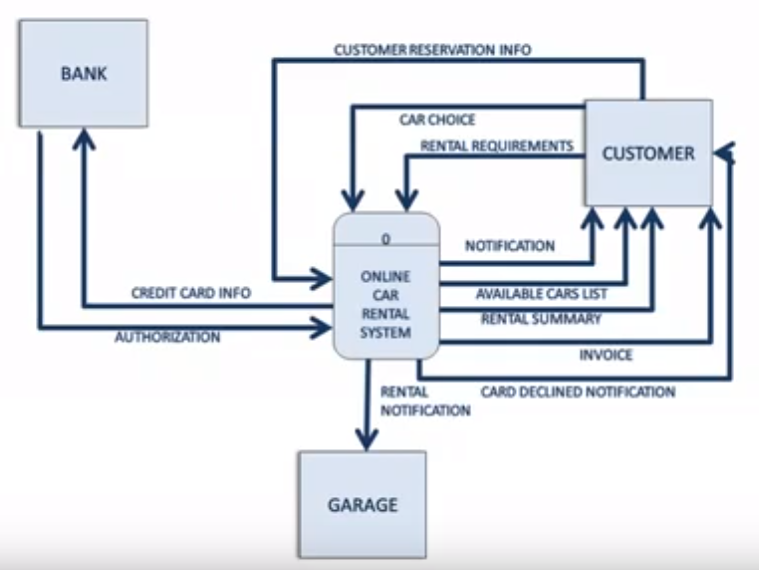 CUSTOMER RESERVATION INFO
BANK
CAR CHOICE
RENTAL REQUIREMENTS
CUSTOMER
0
NOTIFICATION
ONLINE
CAR
RENTAL
SYSTEM
CREDIT CARD INFO
AVAILABLE CARS LIST
RENTAL SUMMARY
AUTHORIZATION
INVOICE
RENTAL
NOTIFICATION
CARD DECLINED NOTIFICATION
GARAGE